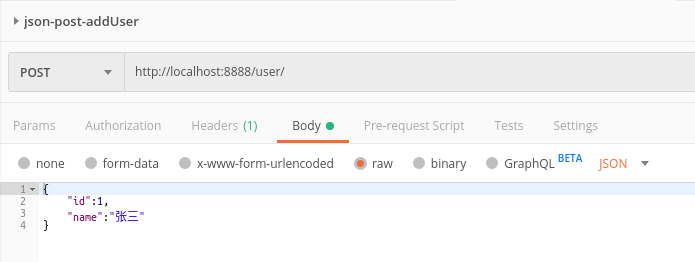 json-post-addUser
POST http://localhost:8888/user/
Params Authorization Headers (1) Body Pre-request Script Tests Settings
none form-data x-www-form-urlencoded raw binary GraphQL BETA JSON
1 {
2 "id":1,
3 "name":"张三"
4 }